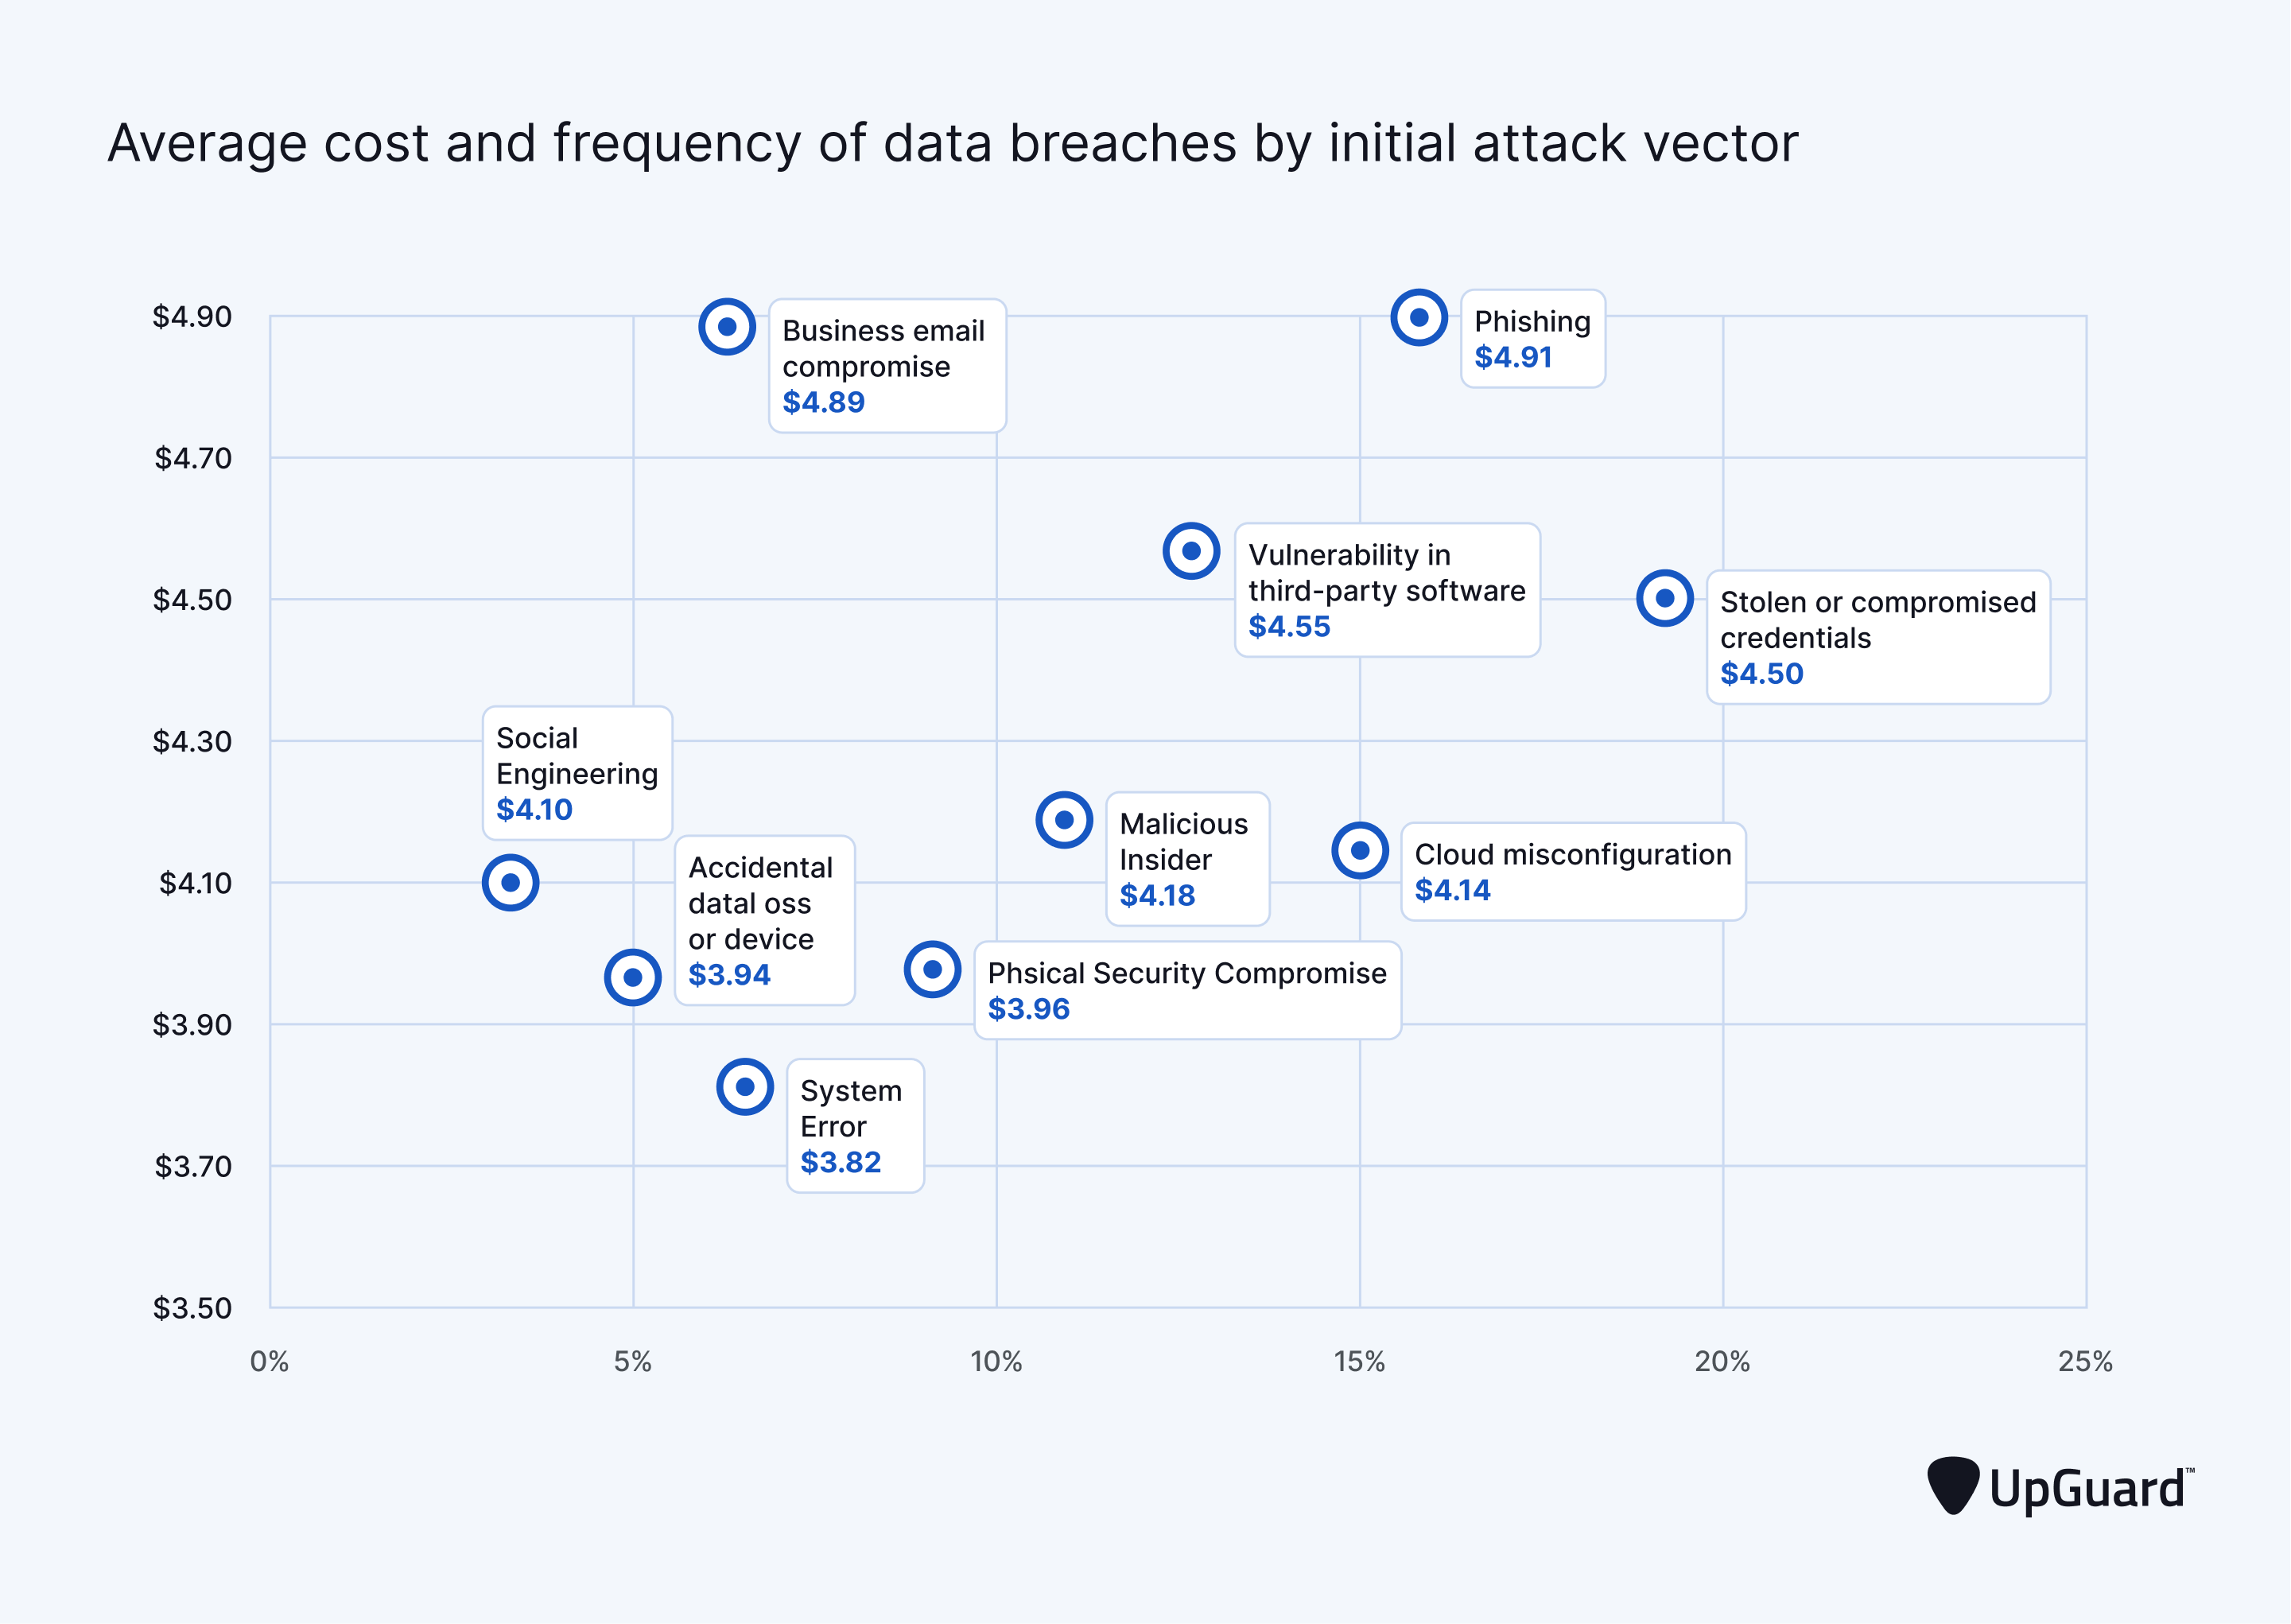 Average cost and frequency of data breaches by initial attack vector
$4.90
$4.70
$4.50
$4.30
$4.10
$3.90
$3.70
$3.50
Business email
compromise
$4.89
Phishing
$4.91
Vulnerability in
third-party software
$4.55
Stolen or compromised
credentials
$4.50
Social
Engineering
$4.10
Accidental
datal oss
or device
$3.94
Malicious
Insider
$4.18
Cloud misconfiguration
$4.14
Phsical Security Compromise
$3.96
System
Error
$3.82
0%
5%
10%
15%
20%
25%
UpGuard™